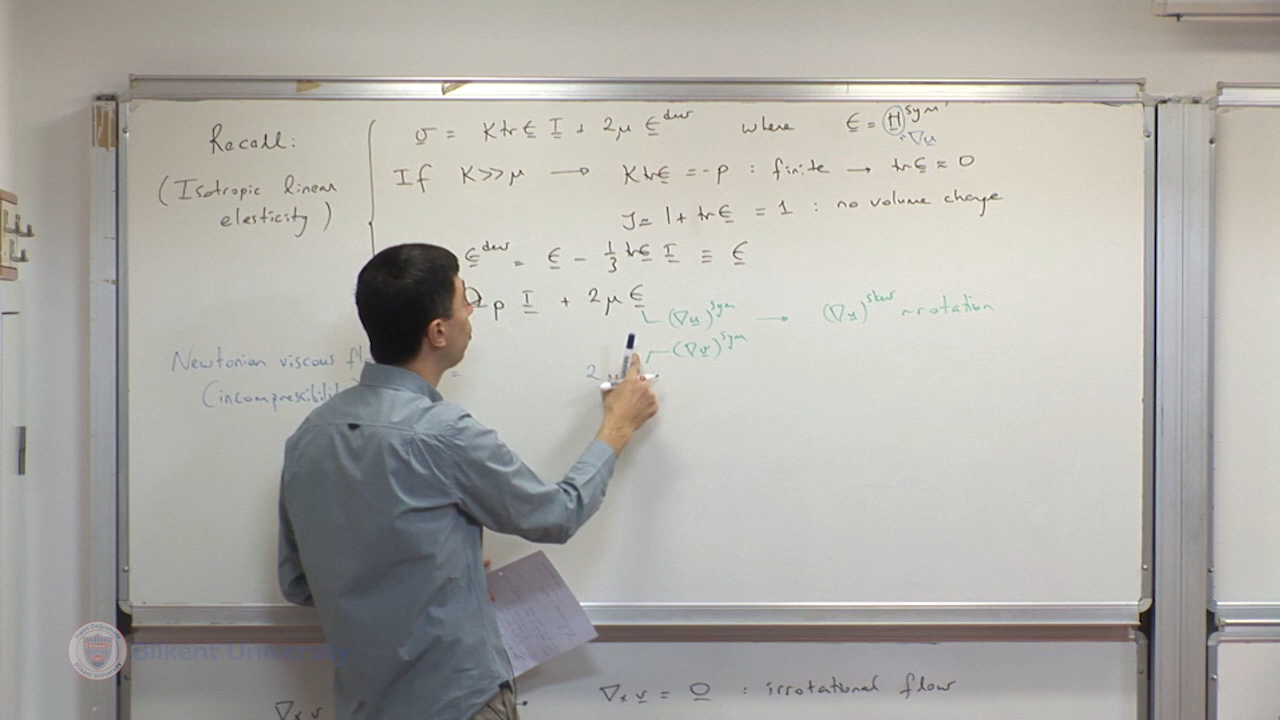 Recall:
(Isotropic linear
elasticity)
σ = K tr ε I + 2μ ε^dev where ε = H^sym
∇u
If K >> μ → K tr ε = -p : finite → tr ε ≈ 0
J ≈ 1 + tr ε = 1 : no volume change
ε^dev = ε - 1/3 tr ε I ≡ ε
p I + 2μ ε
(∇u)^sym → (∇u)^skew ~ rotation
(∇v)^sym
Newtonian viscous
(incompressibili
=
2
∇ × v
∇ × v = 0 : irrotational flow
Bilkent University